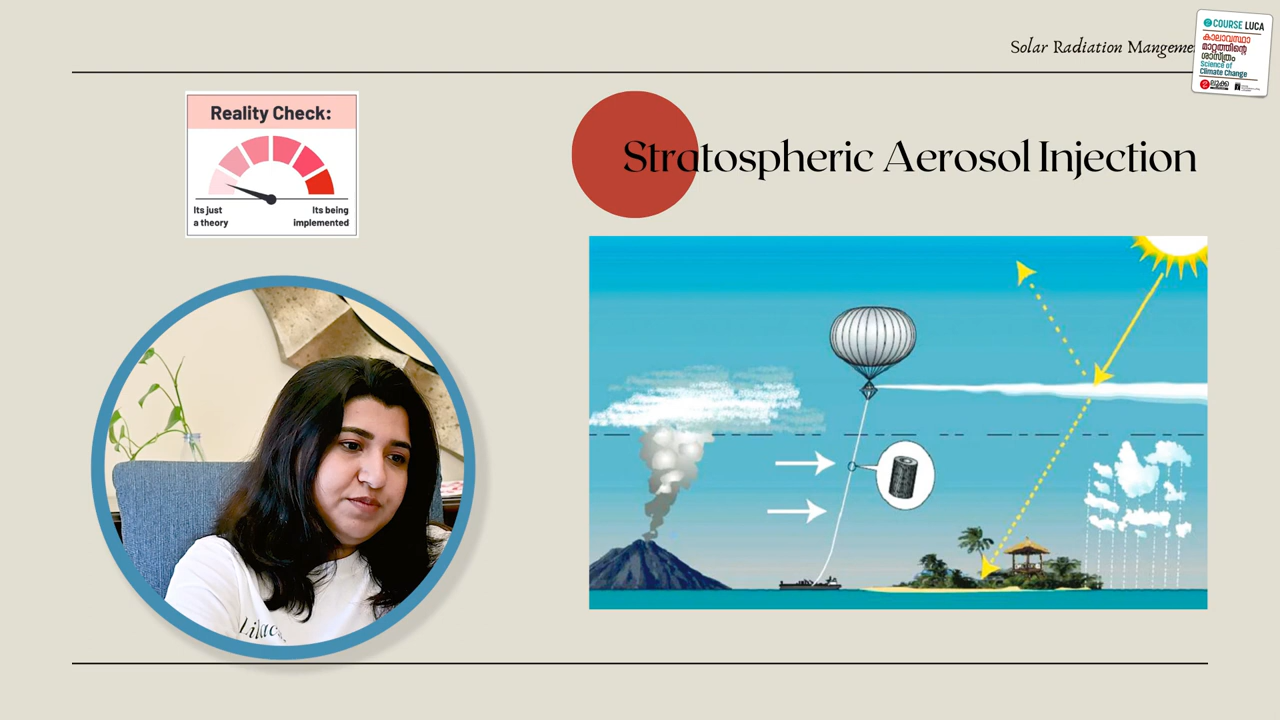 Solar Radiation Mangeme
COURSE LUCA
കാലാവസ്ഥാ
മാറ്റത്തിന്റെ
ശാസ്ത്രം
Science of
Climate Change
ലൂക്ക
Reality Check:
Its just
a theory
Its being
implemented
Stratospheric Aerosol Injection
Lilac